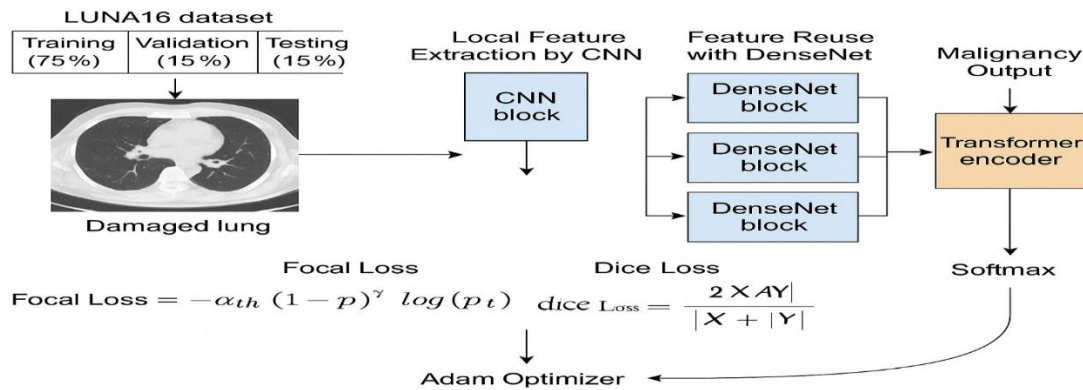 LUNA16 dataset
Training Validation Testing
(75 %) (15 %) (15 %)
Damaged lung
Local Feature
Extraction by CNN
CNN
block
Feature Reuse
with DenseNet
DenseNet
block
DenseNet
block
DenseNet
block
Malignancy
Output
Transformer
encoder
Softmax
Focal Loss
Focal Loss = −α_{th} (1 − p)^γ log(p_t)
Dice Loss
dice Loss = 2 X AY| / |X + |Y|
Adam Optimizer